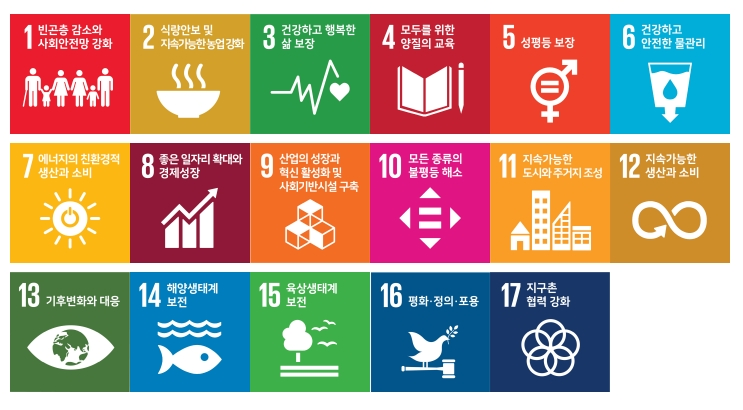 1 빈곤층 감소와
사회안전망 강화
2 식량안보 및
지속가능한농업강화
3 건강하고 행복한
삶 보장
4 모두를 위한
양질의 교육
5 성평등 보장
6 건강하고
안전한 물관리
7 에너지의 친환경적
생산과 소비
8 좋은 일자리 확대와
경제성장
9 산업의 성장과
혁신 활성화 및
사회기반시설 구축
10 모든 종류의
불평등 해소
11 지속가능한
도시와 주거지 조성
12 지속가능한
생산과 소비
13 기후변화와 대응
14 해양생태계
보전
15 육상생태계
보전
16 평화·정의·포용
17 지구촌
협력 강화